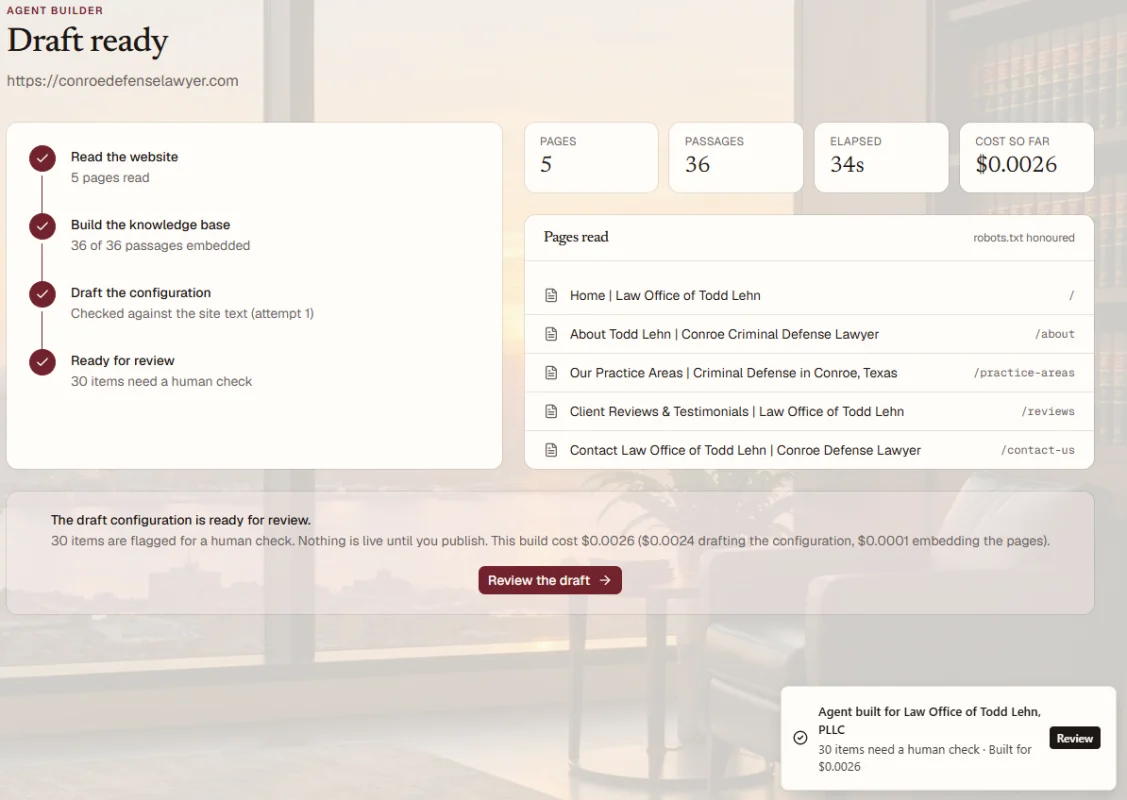 AGENT BUILDER
Draft ready
https://conroedefenselawyer.com
Read the website
5 pages read
Build the knowledge base
36 of 36 passages embedded
Draft the configuration
Checked against the site text (attempt 1)
Ready for review
30 items need a human check
PAGES
5
PASSAGES
36
ELAPSED
34s
COST SO FAR
$0.0026
Pages read
robots.txt honoured
Home | Law Office of Todd Lehn
/
About Todd Lehn | Conroe Criminal Defense Lawyer
/about
Our Practice Areas | Criminal Defense in Conroe, Texas
/practice-areas
Client Reviews & Testimonials | Law Office of Todd Lehn
/reviews
Contact Law Office of Todd Lehn | Conroe Defense Lawyer
/contact-us
The draft configuration is ready for review.
30 items are flagged for a human check. Nothing is live until you publish. This build cost $0.0026 ($0.0024 drafting the configuration, $0.0001 embedding the pages).
Review the draft →
Agent built for Law Office of Todd Lehn,
PLLC
30 items need a human check · Built for
$0.0026
Review